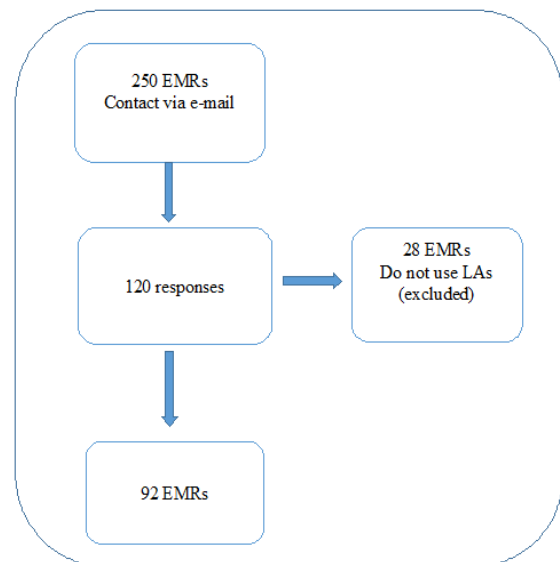 250 EMRs
Contact via e-mail
120 responses
28 EMRs
Do not use LAs
(excluded)
92 EMRs